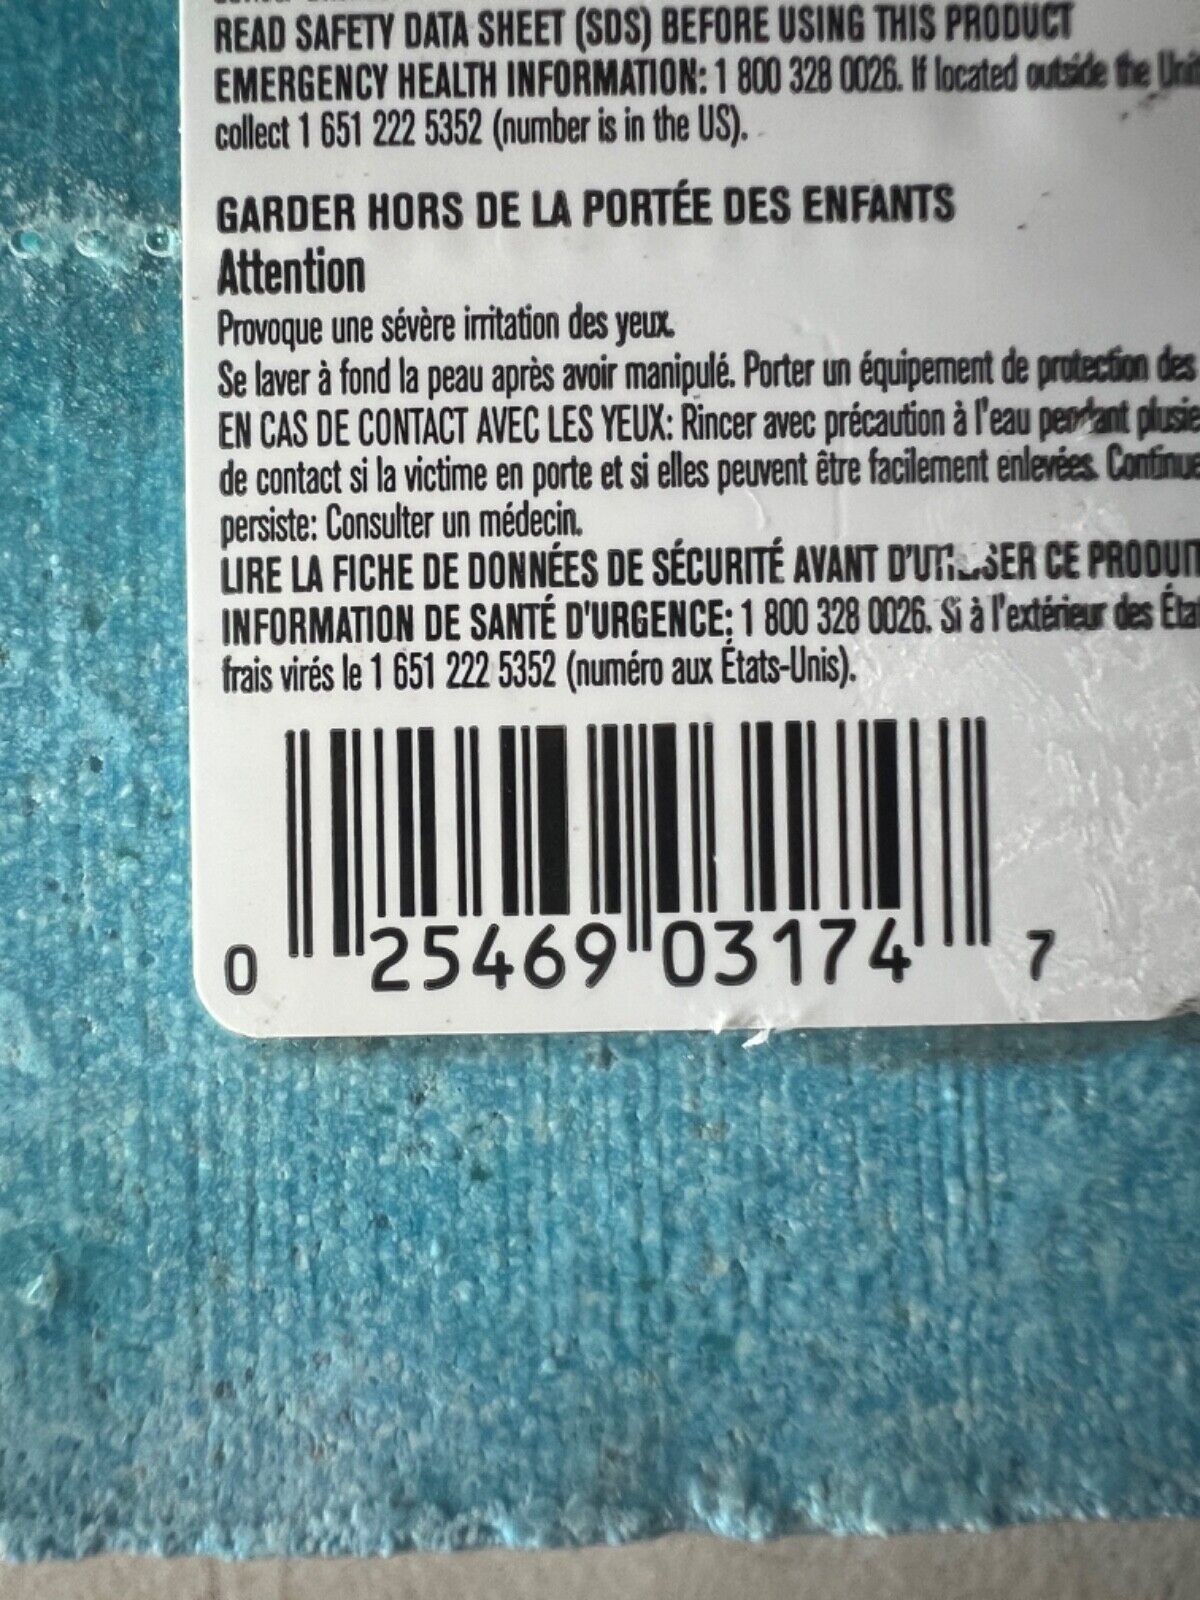 READ SAFETY DATA SHEET (SDS) BEFORE USING THIS PRODUCT
EMERGENCY HEALTH INFORMATION: 1 800 328 0026. If located outside the
collect 1 651 222 5352 (number is in the US).
GARDER HORS DE LA PORTÉE DES ENFANTS
Attention
Provoque une sévère irritation des yeux.
Se laver à fond la peau après avoir manipulé. Porter un équipement de protection des
EN CAS DE CONTACT AVEC LES YEUX: Rincer avec précaution à l'eau pendant
de contact si la victime en porte et si elles peuvent être facilement enlevées.
persiste: Consulter un médecin.
LIRE LA FICHE DE DONNÉES DE SÉCURITÉ AVANT D'UTILISER CE PRODUIT
INFORMATION DE SANTÉ D'URGENCE: 1 800 328 0026. Si à l'extérieur des
frais virés le 1 651 222 5352 (numéro aux États-Unis).
0 25469 03174 7